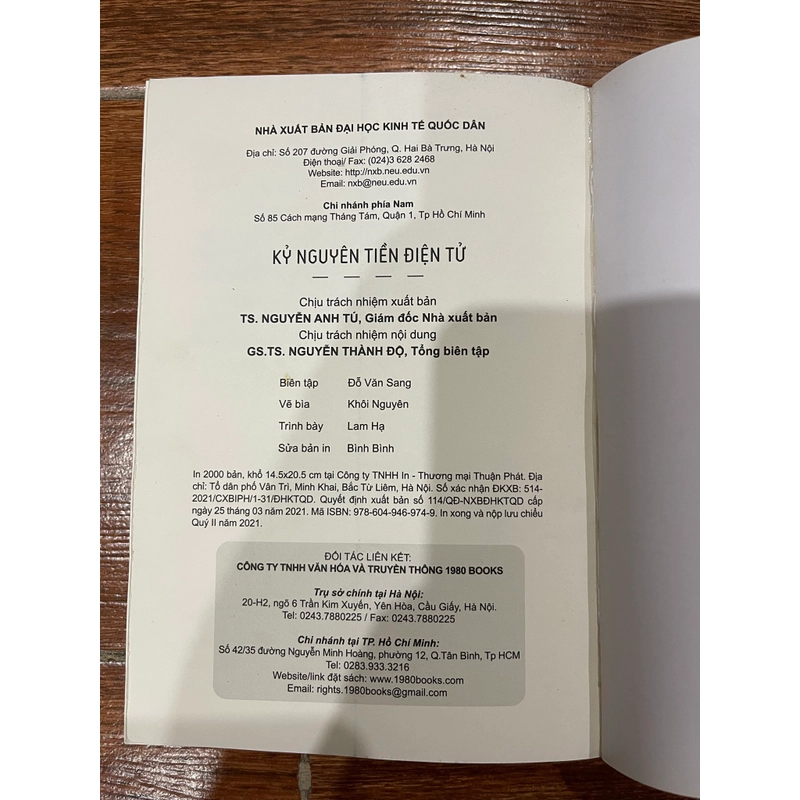 NHÀ XUẤT BẢN ĐẠI HỌC KINH TẾ QUỐC DÂN
Địa chỉ: Số 207 đường Giải Phóng, Q. Hai Bà Trưng, Hà Nội
Điện thoại/ Fax: (024)3 628 2468
Website: http://nxb.neu.edu.vn
Email: nxb@neu.edu.vn
Chi nhánh phía Nam
Số 85 Cách mạng Tháng Tám, Quận 1, Tp Hồ Chí Minh
KỶ NGUYÊN TIỀN ĐIỆN TỬ
Chịu trách nhiệm xuất bản
TS. NGUYỄN ANH TÚ, Giám đốc Nhà xuất bản
Chịu trách nhiệm nội dung
GS.TS. NGUYỄN THÀNH ĐỘ, Tổng biên tập
Biên tập Đỗ Văn Sang
Vẽ bìa Khôi Nguyên
Trình bày Lam Hạ
Sửa bản in Bình Bình
In 2000 bản, khổ 14.5x20.5 cm tại Công ty TNHH In - Thương mại Thuận Phát. Địa
chỉ: Tổ dân phố Văn Trì, Minh Khai, Bắc Từ Liêm, Hà Nội. Số xác nhận ĐKXB: 514-
2021/CXBIPH/1-31/ĐHKTQD. Quyết định xuất bản số 114/QĐ-NXBĐHKTQD cấp
ngày 25 tháng 03 năm 2021. Mã ISBN: 978-604-946-974-9. In xong và nộp lưu chiểu
Quý II năm 2021.
ĐỐI TÁC LIÊN KẾT:
CÔNG TY TNHH VĂN HÓA VÀ TRUYỀN THÔNG 1980 BOOKS
Trụ sở chính tại Hà Nội:
20-H2, ngõ 6 Trần Kim Xuyến, Yên Hòa, Cầu Giấy, Hà Nội.
Tel: 0243.7880225 / Fax: 0243.7880225
Chi nhánh tại TP. Hồ Chí Minh:
Số 42/35 đường Nguyễn Minh Hoàng, phường 12, Q.Tân Bình, Tp HCM
Tel: 0283.933.3216
Website/link đặt sách: www.1980books.com
Email: rights.1980books@gmail.com